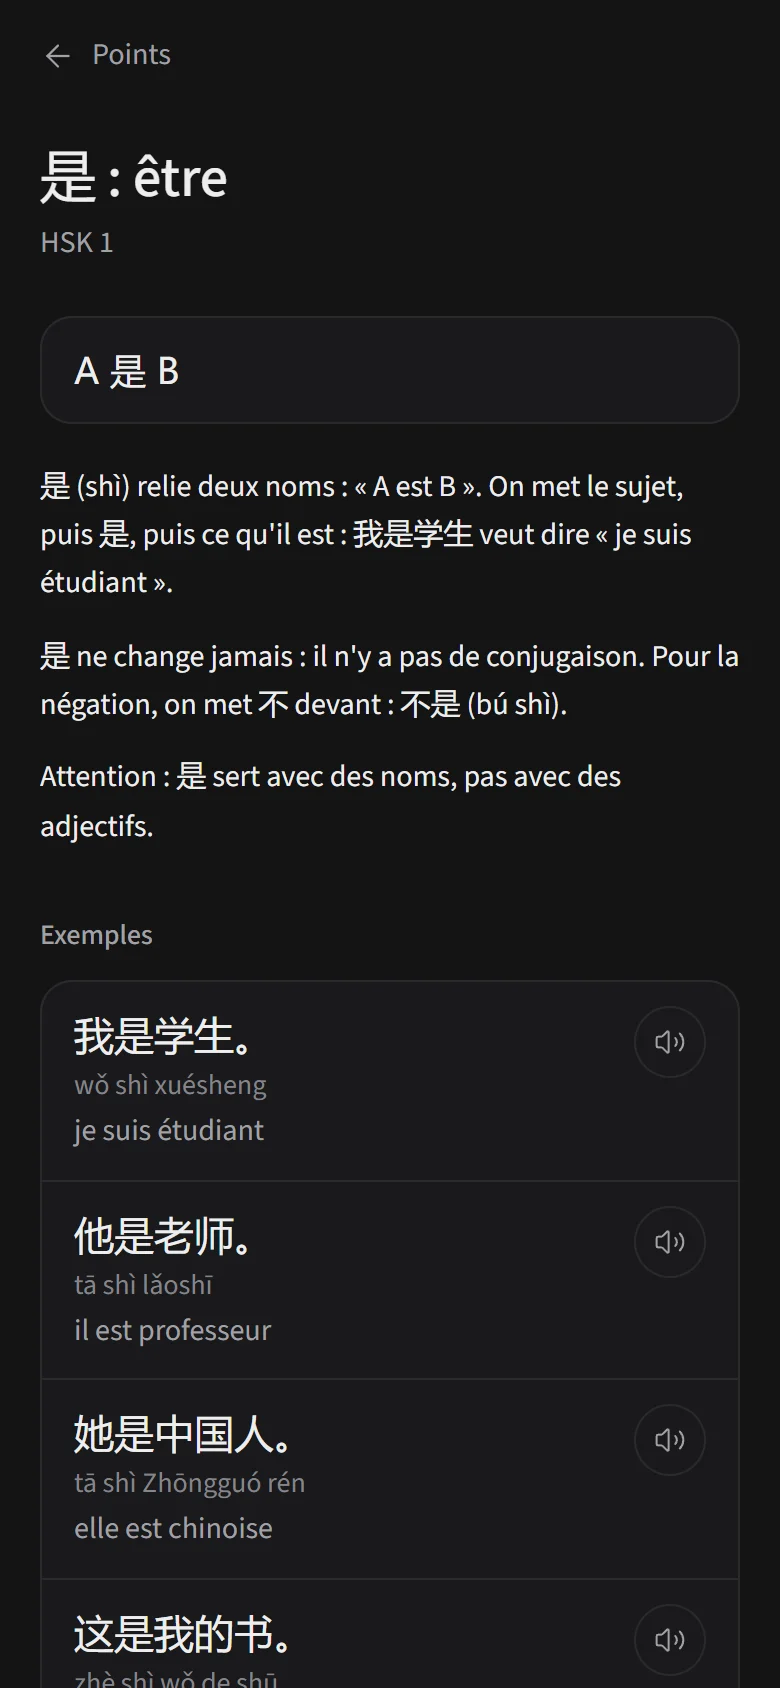 Points
是 : être
HSK 1
A 是 B
是 (shì) relie deux noms : « A est B ». On met le sujet,
puis 是, puis ce qu'il est : 我是学生 veut dire « je suis
étudiant ».
是 ne change jamais : il n'y a pas de conjugaison. Pour la
négation, on met 不 devant : 不是 (bú shì).
Attention : 是 sert avec des noms, pas avec des
adjectifs.
Exemples
我是学生。
wǒ shì xuésheng
je suis étudiant
他是老师。
tā shì lǎoshī
il est professeur
她是中国人。
tā shì Zhōngguó rén
elle est chinoise
这是我的书。
zhè shì wǒ de shū